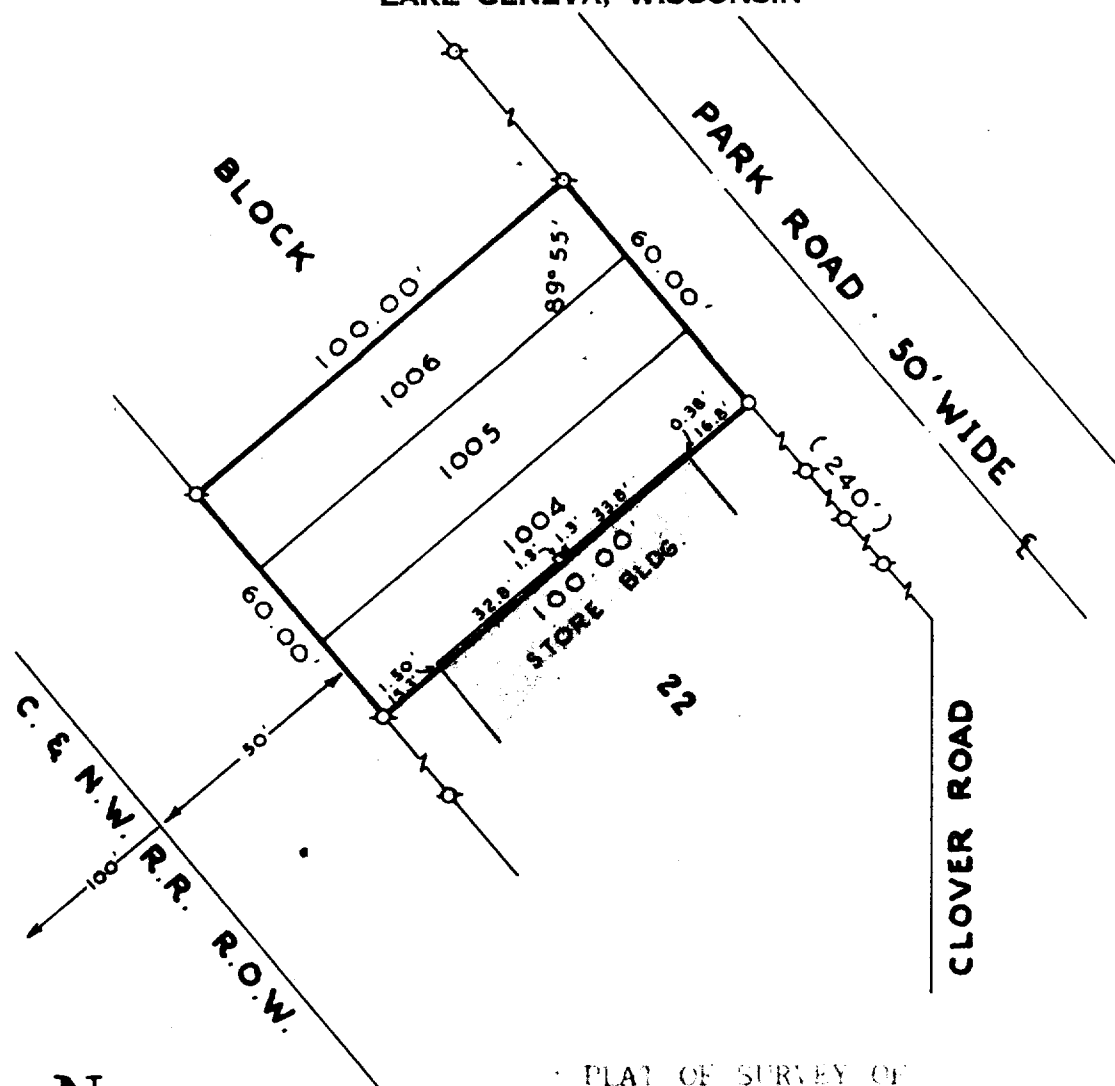 LAKE GENEVA, WISCONSIN
BLOCK
PARK ROAD · 50' WIDE
100.00'
89° 55'
60.00'
1006
1005
0.38'
16.8'
(240')
1004
1.3'
33.8'
32.8'
100.00'
STORE BLDG.
60.00'
1.50'
15.3'
22
50'
C. & N.W. R.R. R.O.W.
100'
CLOVER ROAD
N
PLAT OF SURVEY OF